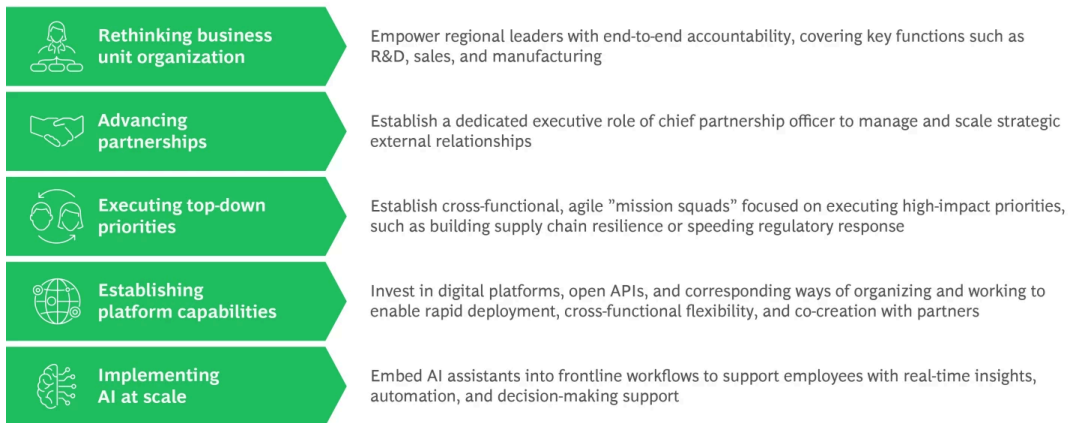 Rethinking business
unit organization
Empower regional leaders with end-to-end accountability, covering key functions such as
R&D, sales, and manufacturing
Advancing
partnerships
Establish a dedicated executive role of chief partnership officer to manage and scale strategic
external relationships
Executing top-down
priorities
Establish cross-functional, agile ”mission squads” focused on executing high-impact priorities,
such as building supply chain resilience or speeding regulatory response
Establishing
platform capabilities
Invest in digital platforms, open APIs, and corresponding ways of organizing and working to
enable rapid deployment, cross-functional flexibility, and co-creation with partners
Implementing
AI at scale
Embed AI assistants into frontline workflows to support employees with real-time insights,
automation, and decision-making support